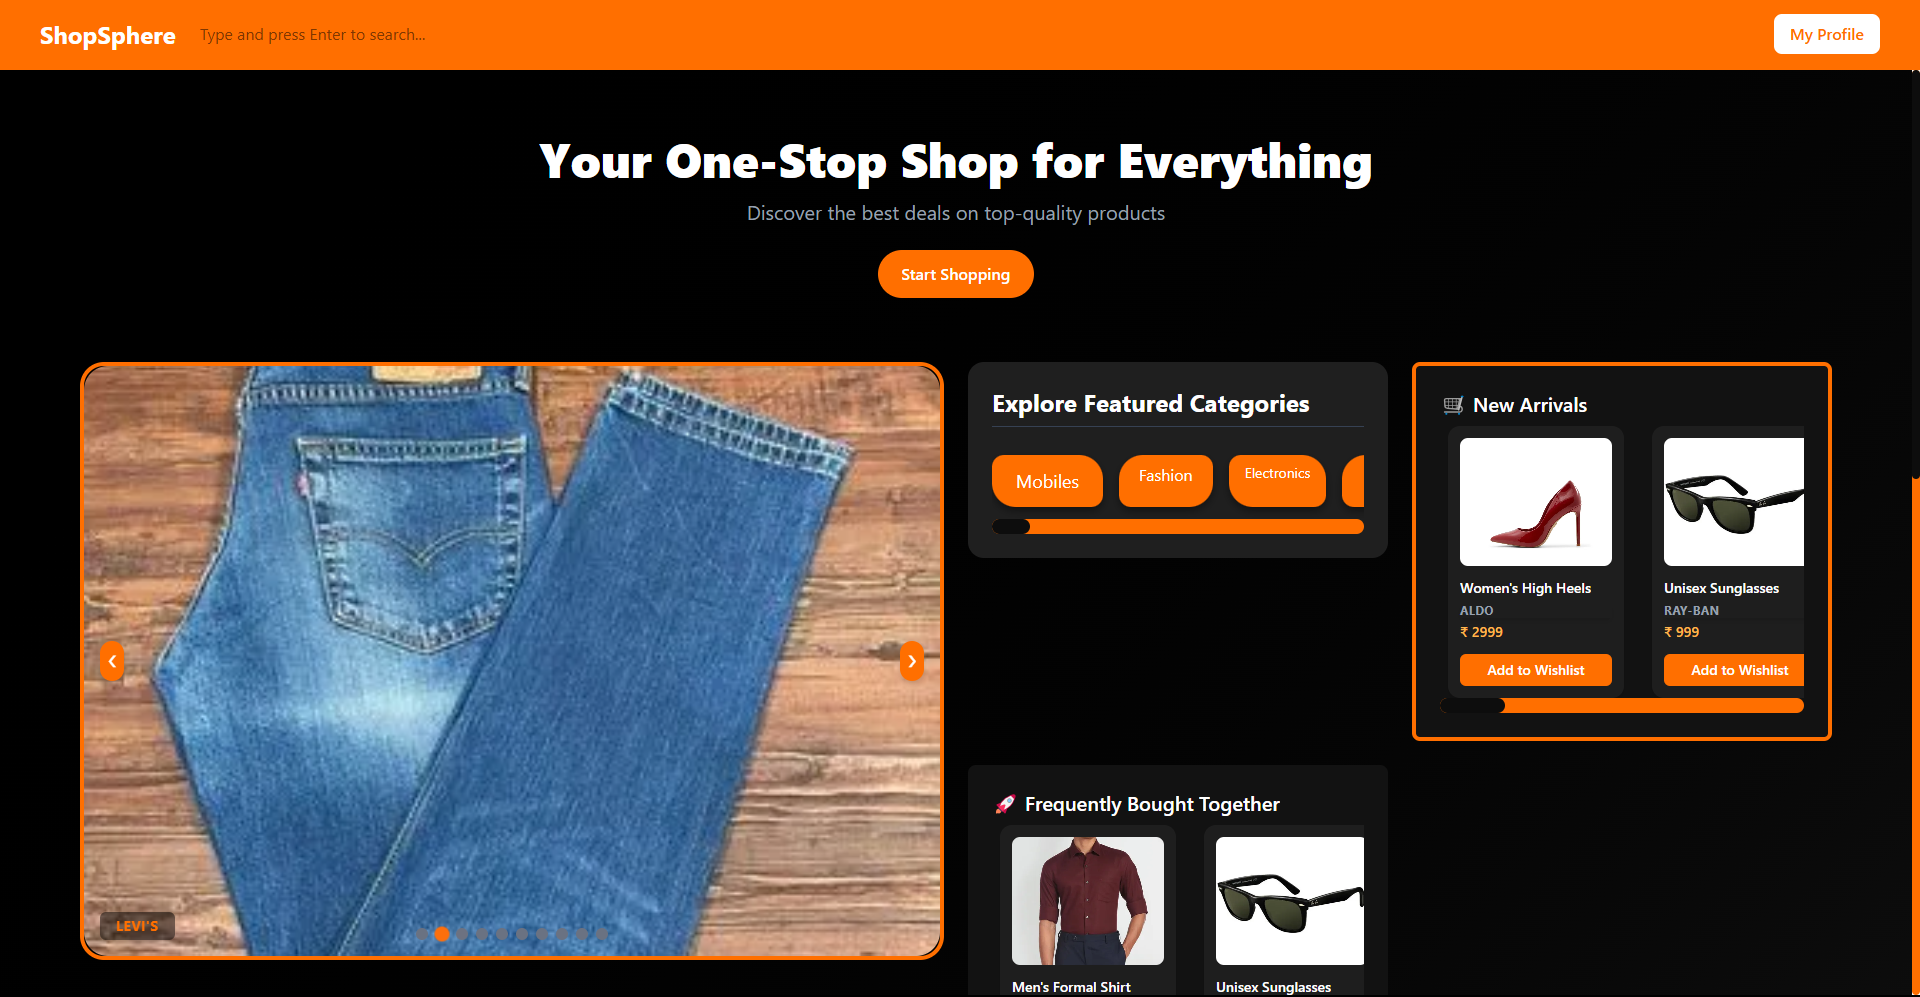 ShopSphere
Type and press Enter to search...
My Profile
Your One-Stop Shop for Everything
Discover the best deals on top-quality products
Start Shopping
‹
›
LEVI'S
Explore Featured Categories
Mobiles
Fashion
Electronics
🛒 New Arrivals
Women's High Heels
ALDO
₹ 2999
Add to Wishlist
Unisex Sunglasses
RAY-BAN
₹ 999
Add to Wishlist
🚀 Frequently Bought Together
Men's Formal Shirt
Unisex Sunglasses